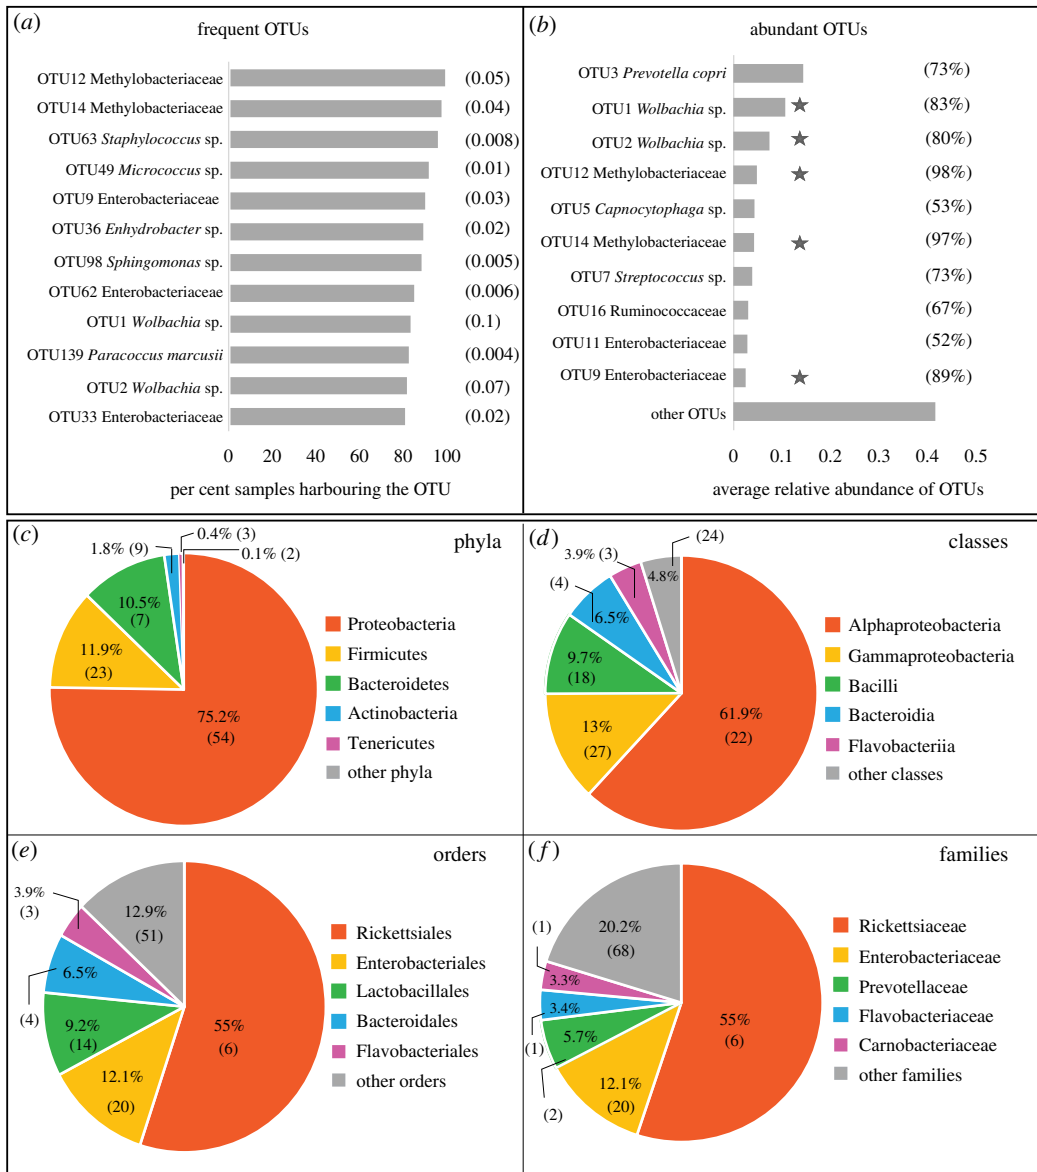 (a) frequent OTUs
OTU12 Methylobacteriaceae (0.05)
OTU14 Methylobacteriaceae (0.04)
OTU63 Staphylococcus sp. (0.008)
OTU49 Micrococcus sp. (0.01)
OTU9 Enterobacteriaceae (0.03)
OTU36 Enhydrobacter sp. (0.02)
OTU98 Sphingomonas sp. (0.005)
OTU62 Enterobacteriaceae (0.006)
OTU1 Wolbachia sp. (0.1)
OTU139 Paracoccus marcusii (0.004)
OTU2 Wolbachia sp. (0.07)
OTU33 Enterobacteriaceae (0.02)
0 20 40 60 80 100
per cent samples harbouring the OTU
(b) abundant OTUs
OTU3 Prevotella copri (73%)
OTU1 Wolbachia sp. (83%)
OTU2 Wolbachia sp. (80%)
OTU12 Methylobacteriaceae (98%)
OTU5 Capnocytophaga sp. (53%)
OTU14 Methylobacteriaceae (97%)
OTU7 Streptococcus sp. (73%)
OTU16 Ruminococcaceae (67%)
OTU11 Enterobacteriaceae (52%)
OTU9 Enterobacteriaceae (89%)
other OTUs
0 0.1 0.2 0.3 0.4 0.5
average relative abundance of OTUs
(c) phyla
0.4% (3)
1.8% (9)
0.1% (2)
10.5%
(7)
11.9%
(23)
75.2%
(54)
Proteobacteria
Firmicutes
Bacteroidetes
Actinobacteria
Tenericutes
other phyla
(d) classes
(24)
3.9% (3)
4.8%
(4)
6.5%
9.7%
(18)
13%
(27)
61.9%
(22)
Alphaproteobacteria
Gammaproteobacteria
Bacilli
Bacteroidia
Flavobacteriia
other classes
(e) orders
3.9%
(3)
12.9%
(51)
6.5%
(4)
9.2%
(14)
12.1%
(20)
55%
(6)
Rickettsiales
Enterobacteriales
Lactobacillales
Bacteroidales
Flavobacteriales
other orders
(f) families
(1)
20.2%
(68)
3.3%
3.4%
(1)
5.7%
(2)
12.1%
(20)
55%
(6)
Rickettsiaceae
Enterobacteriaceae
Prevotellaceae
Flavobacteriaceae
Carnobacteriaceae
other families